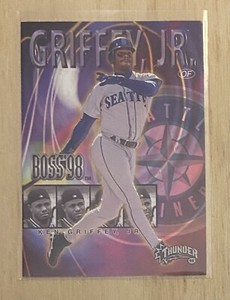 GRIFFEY, JR.
OF
SEATTLE
BOSS 98
KEN GRIFFEY JR.
THUNDER